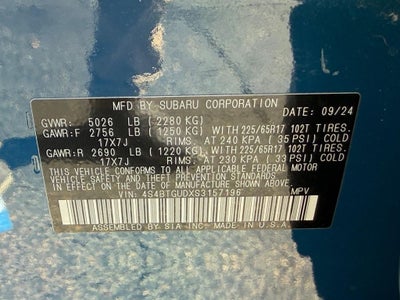 MFD BY SUBARU CORPORATION DATE: 09/24
GVWR: 5026 LB (2280 KG)
GAWR:F 2756 LB (1250 KG) WITH 225/65R17 102T TIRES.
17X7J RIMS. AT 240 KPA ( 35 PSI) COLD
GAWR:R 2690 LB (1220 KG) WITH 225/65R17 102T TIRES.
17X7J RIMS. AT 230 KPA ( 33 PSI) COLD
THIS VEHICLE CONFORMS TO ALL APPLICABLE FEDERAL MOTOR
VEHICLE SAFETY AND THEFT PREVENTION STANDARDS IN EFFECT ON
THE DATE OF MANUFACTURE SHOWN ABOVE.
VIN: 4S4BTGUDXS3157196 MPV
ASSEMBLED BY SIA INC- MADE IN U.S.A.